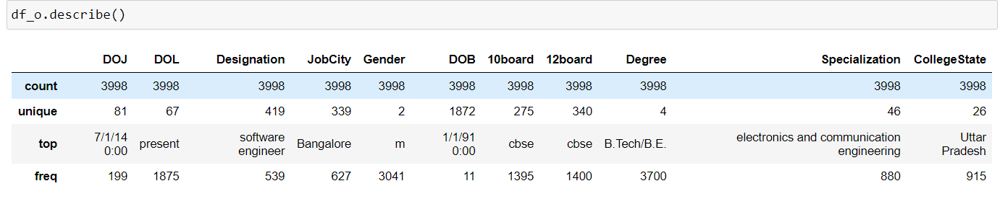 df_o.describe()
DOJ DOL Designation JobCity Gender DOB 10board 12board Degree Specialization CollegeState
count 3998 3998 3998 3998 3998 3998 3998 3998 3998 3998 3998
unique 81 67 419 339 2 1872 275 340 4 46 26
top 7/1/14 0:00 present software engineer Bangalore m 1/1/91 0:00 cbse cbse B.Tech/B.E. electronics and communication engineering Uttar Pradesh
freq 199 1875 539 627 3041 11 1395 1400 3700 880 915